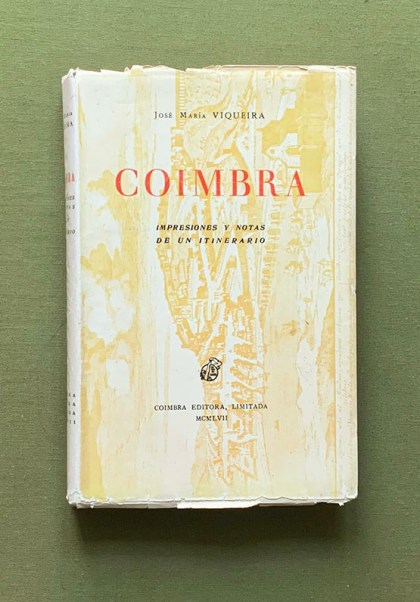 José María VIQUEIRA
COIMBRA
IMPRESIONES Y NOTAS
DE UN ITINERARIO
COIMBRA EDITORA, LIMITADA
MCMLVII